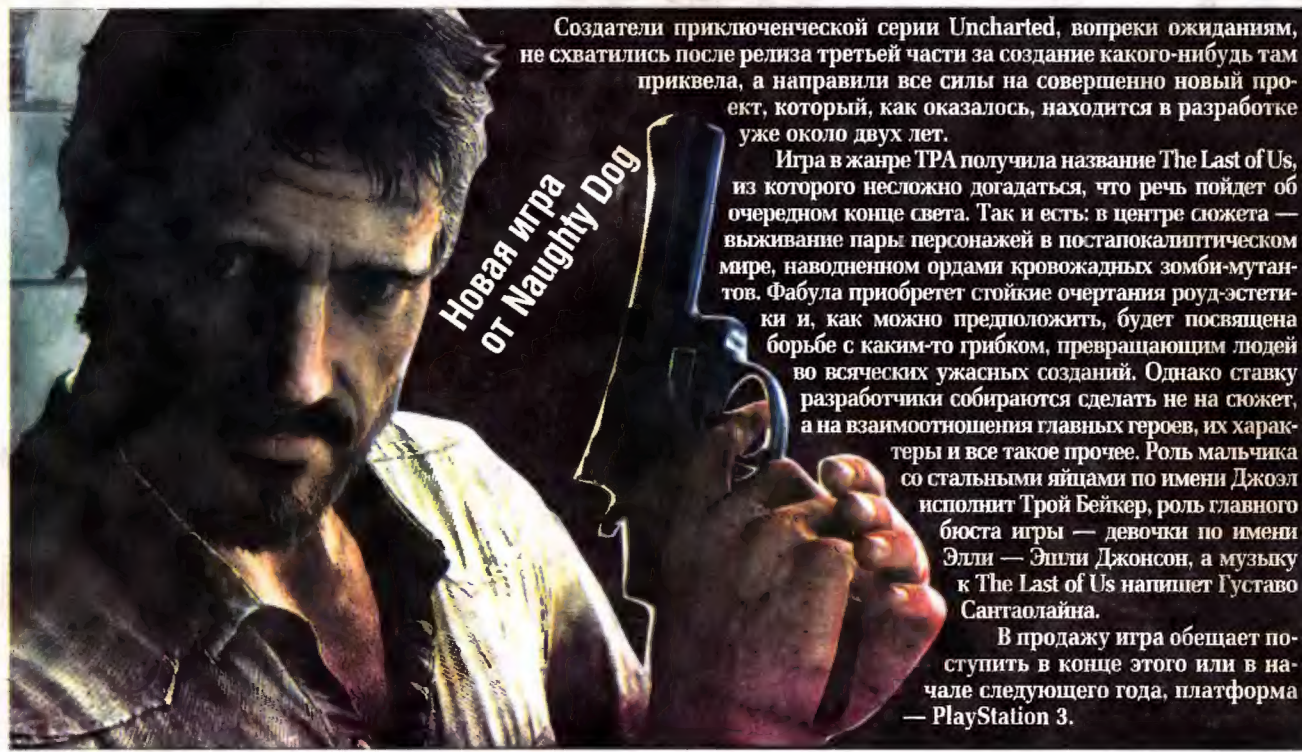 Создатели приключенческой серии Uncharted, вопреки ожиданиям,
не схватились после релиза третьей части за создание какого-нибудь там
приквела, а направили все силы на совершенно новый про-
ект, который, как оказалось, находится в разработке
уже около двух лет.
Игра в жанре TPA получила название The Last of Us,
из которого несложно догадаться, что речь пойдет об
очередном конце света. Так и есть: в центре сюжета —
выживание пары персонажей в постапокалиптическом
мире, наводненном ордами кровожадных зомби-мутан-
тов. Фабула приобретет стойкие очертания роуд-эстети-
ки и, как можно предположить, будет посвящена
борьбе с каким-то грибком, превращающим людей
во всяческих ужасных созданий. Однако ставку
разработчики собираются сделать не на сюжет,
а на взаимоотношения главных героев, их харак-
теры и все такое прочее. Роль мальчика
со стальными яйцами по имени Джоэл
исполнит Трой Бейкер, роль главного
бюста игры — девочки по имени
Элли — Эшли Джонсон, а музыку
к The Last of Us напишет Густаво
Сантаолайна.
В продажу игра обещает по-
ступить в конце этого или в на-
чале следующего года, платформа
— PlayStation 3.
Новая игра
от Naughty Dog